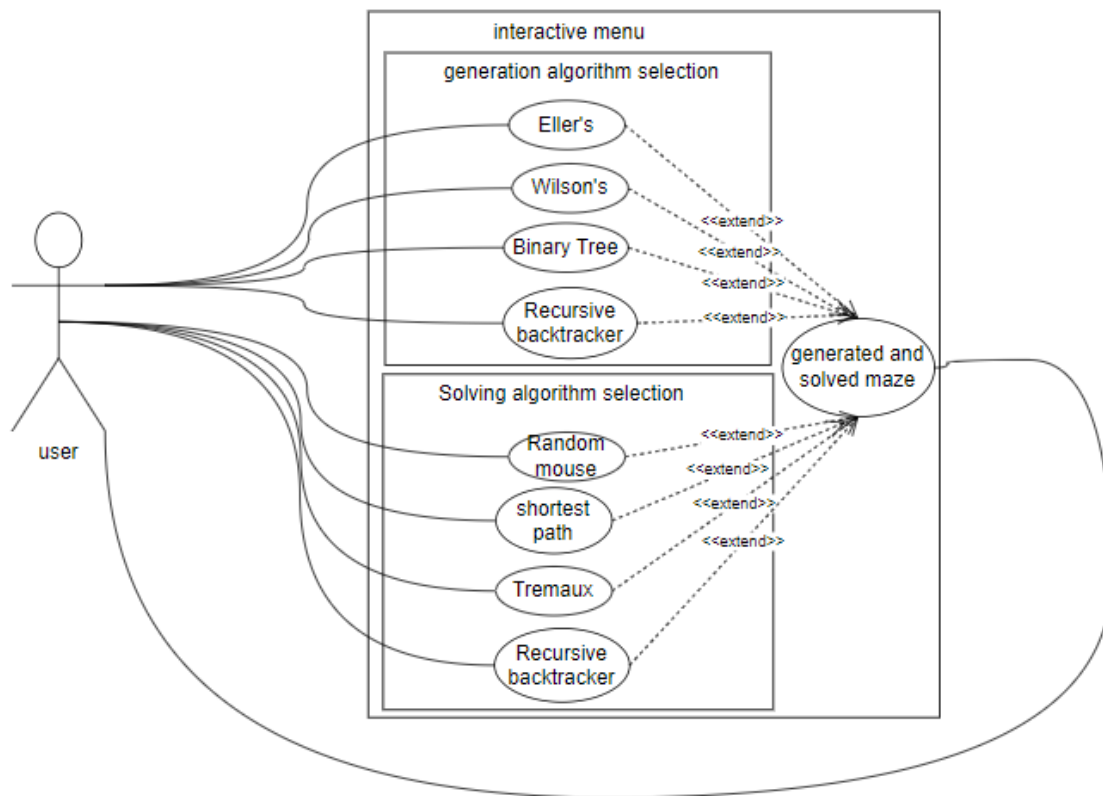 interactive menu
generation algorithm selection
Eller's
Wilson's
<<extend>>
Binary Tree
<<extend>>
<<extend>>
Recursive
backtracker
<<extend>>
generated and
solved maze
Solving algorithm selection
user
Random
mouse
<<extend>>
<<extend>>
shortest
path
<<extend>>
<<extend>>
Tremaux
Recursive
backtracker